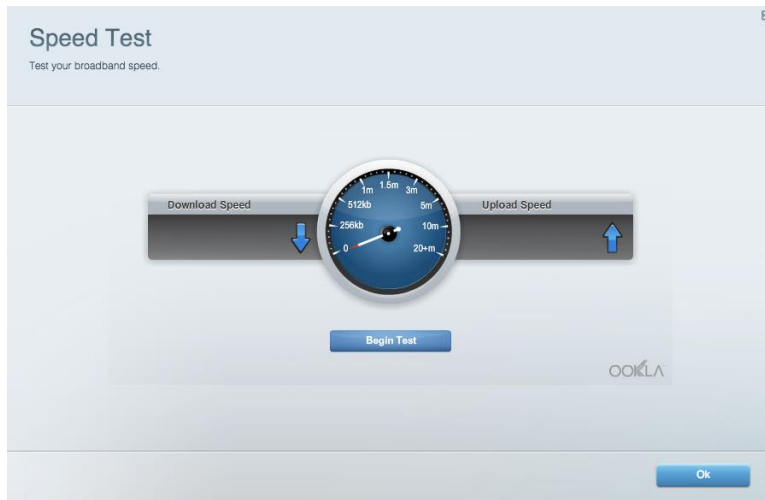 Speed Test
Test your broadband speed.
Download Speed
Upload Speed
0
256kb
512kb
1m
1.5m
3m
5m
10m
20+m
Begin Test
OOKLA
Ok